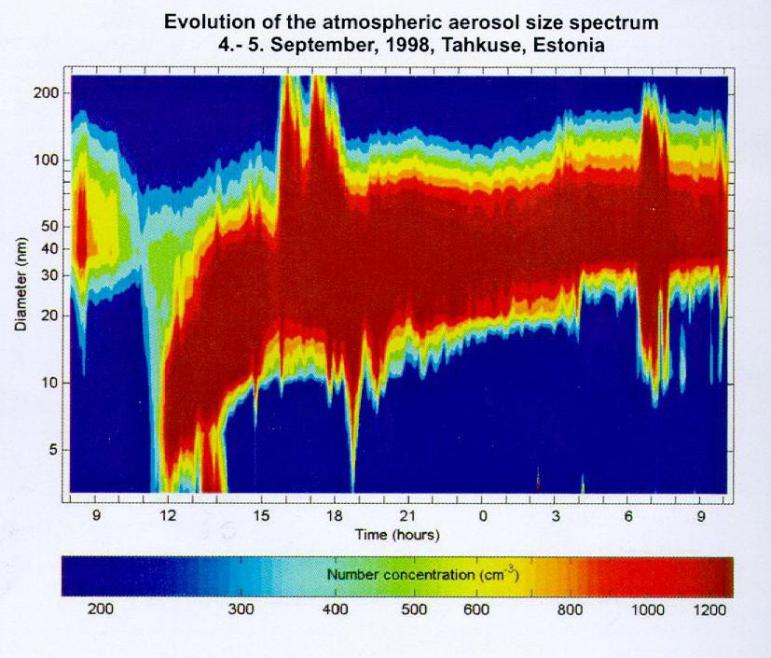 Evolution of the atmospheric aerosol size spectrum
4.- 5. September, 1998, Tahkuse, Estonia
200
100
50
40
30
20
10
5
Diameter (nm)
9 12 15 18 21 0 3 6 9
Time (hours)
Number concentration (cm⁻³)
200 300 400 500 600 800 1000 1200